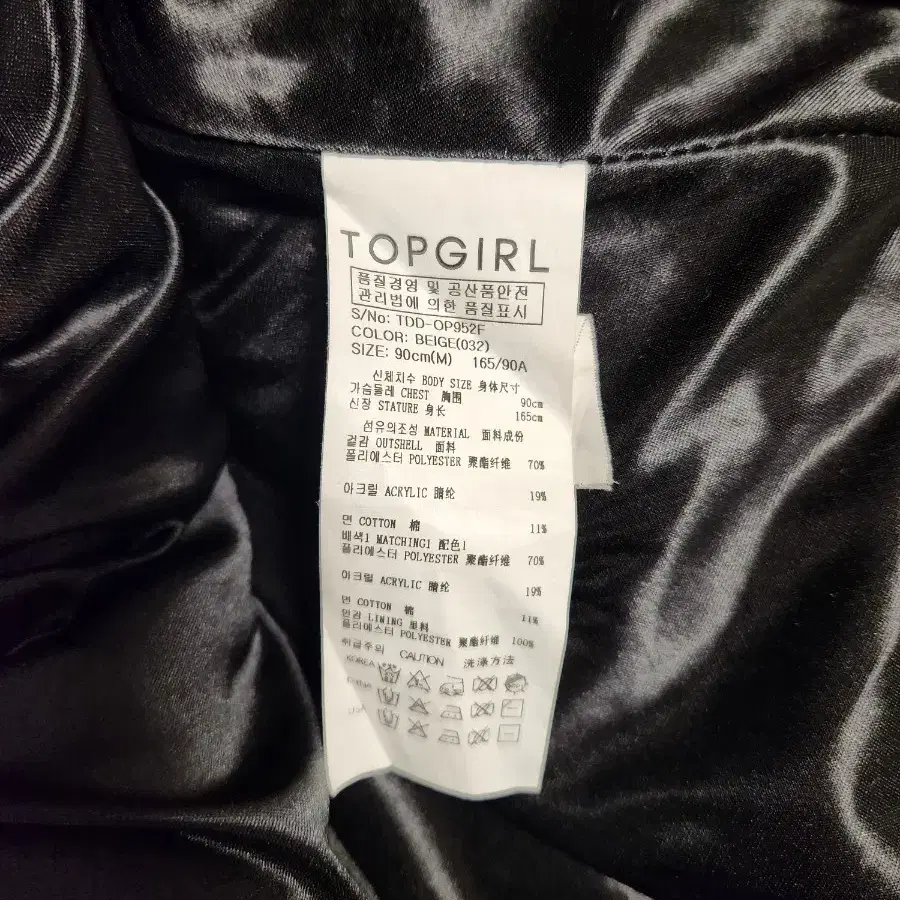 TOPGIRL
품질경영 및 공산품안전
관리법에 의한 품질표시
S/No: TDD-OP952F
COLOR: BEIGE(032)
SIZE: 90cm(M) 165/90A
신체치수 BODY SIZE 身体尺寸
가슴둘레 CHEST 胸围 90cm
신장 STATURE 身长 165cm
섬유의조성 MATERIAL 面料成份
겉감 OUTSHELL 面料
폴리에스터 POLYESTER 聚酯纤维 70%
아크릴 ACRYLIC 腈纶 19%
면 COTTON 棉 11%
배색1 MATCHING1 配色1
폴리에스터 POLYESTER 聚酯纤维 70%
아크릴 ACRYLIC 腈纶 19%
면 COTTON 棉 11%
안감 LINING 里料
폴리에스터 POLYESTER 聚酯纤维 100%
취급주의 CAUTION 洗涤方法
KOREA
CHINA